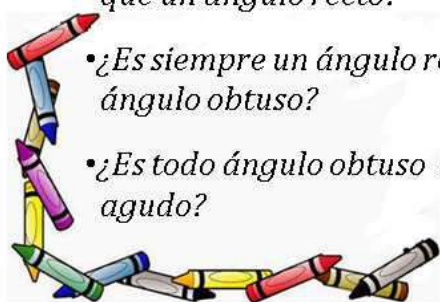 que un ángulo recto?
•¿Es siempre un ángulo
ángulo obtuso?
•¿Es todo ángulo obtuso
agudo?